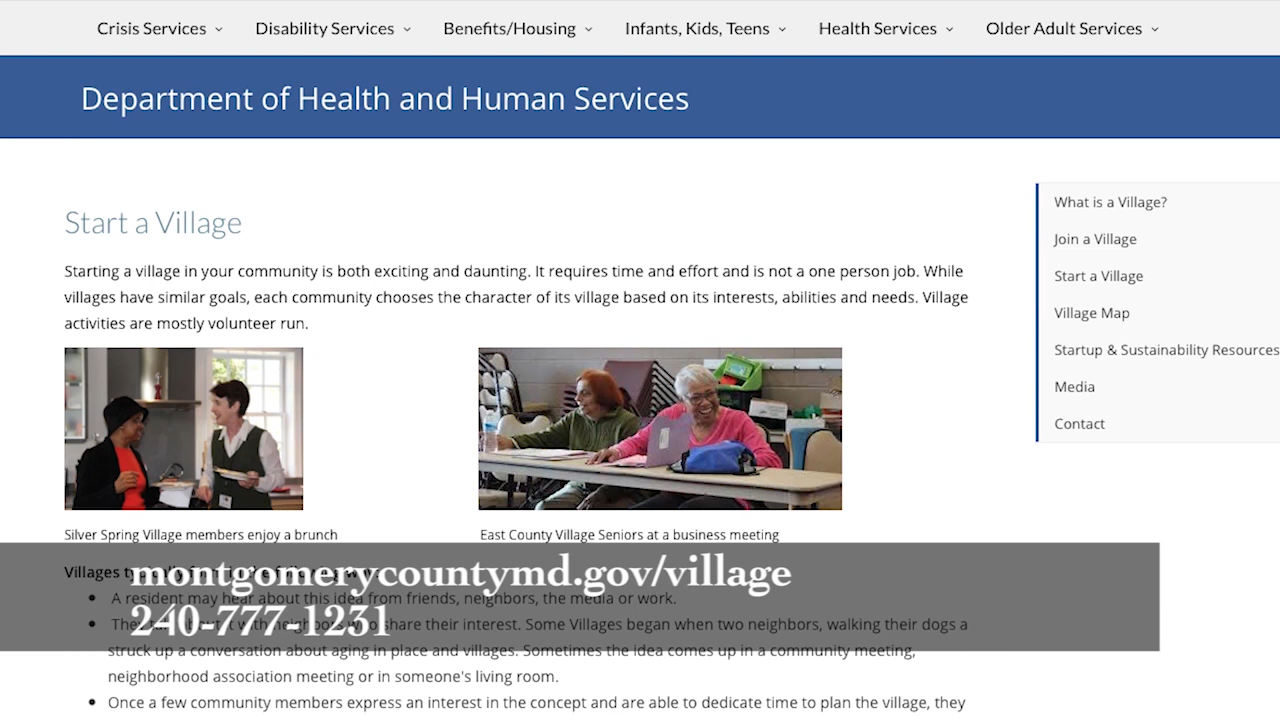 Crisis Services Disability Services Benefits/Housing Infants, Kids, Teens Health Services Older Adult Services
Department of Health and Human Services
Start a Village
Starting a village in your community is both exciting and daunting. It requires time and effort and is not a one person job. While
villages have similar goals, each community chooses the character of its village based on its interests, abilities and needs. Village
activities are mostly volunteer run.
Silver Spring Village members enjoy a brunch
East County Village Seniors at a business meeting
What is a Village?
Join a Village
Start a Village
Village Map
Startup & Sustainability Resources
Media
Contact
Villages
montgomerycountymd.gov/village
• A resident may hear about this idea from friends, neighbors, the media or work.
240-777-1231
• They share their interest. Some Villages began when two neighbors, walking their dogs a
struck up a conversation about aging in place and villages. Sometimes the idea comes up in a community meeting,
neighborhood association meeting or in someone's living room.
• Once a few community members express an interest in the concept and are able to dedicate time to plan the village, they